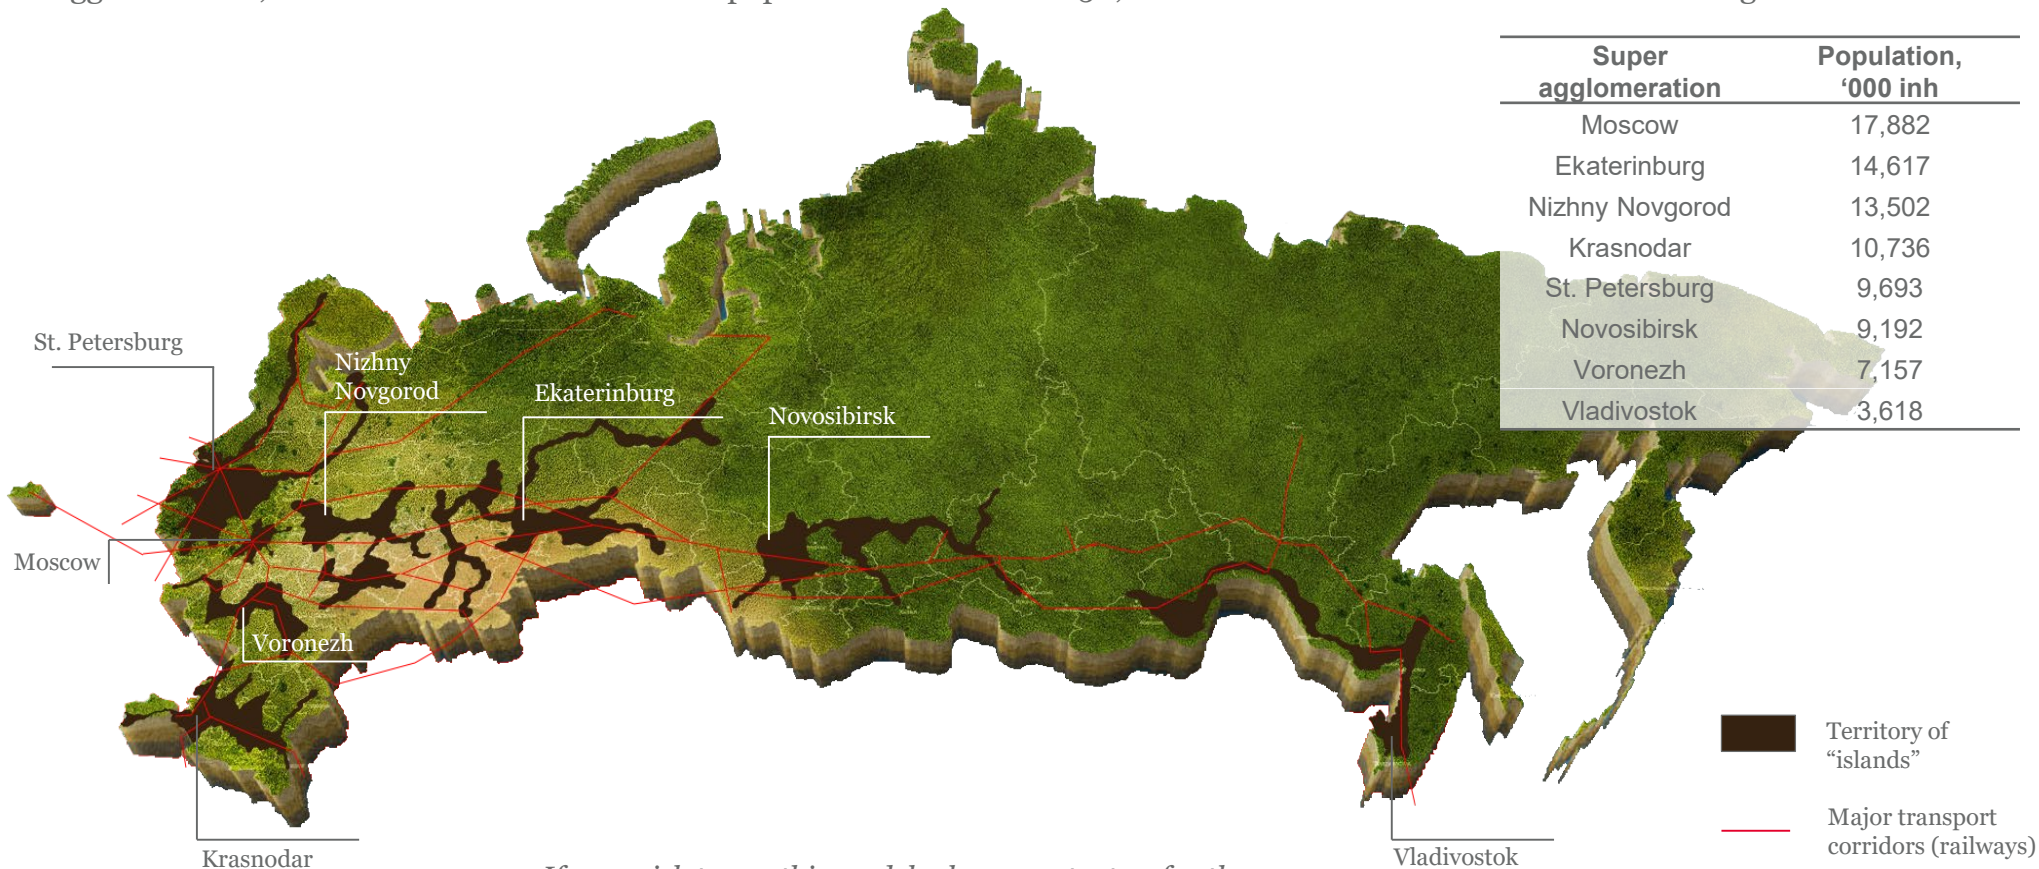 Super Population,
agglomeration ‘000 inh
Moscow 17,882
Ekaterinburg 14,617
Nizhny Novgorod 13,502
Krasnodar 10,736
St. Petersburg 9,693
Novosibirsk 9,192
Voronezh 7,157
Vladivostok 3,618
St. Petersburg
Nizhny
Novgorod
Ekaterinburg
Novosibirsk
Moscow
Voronezh
Krasnodar
Vladivostok
Territory of
“islands”
Major transport
corridors (railways)